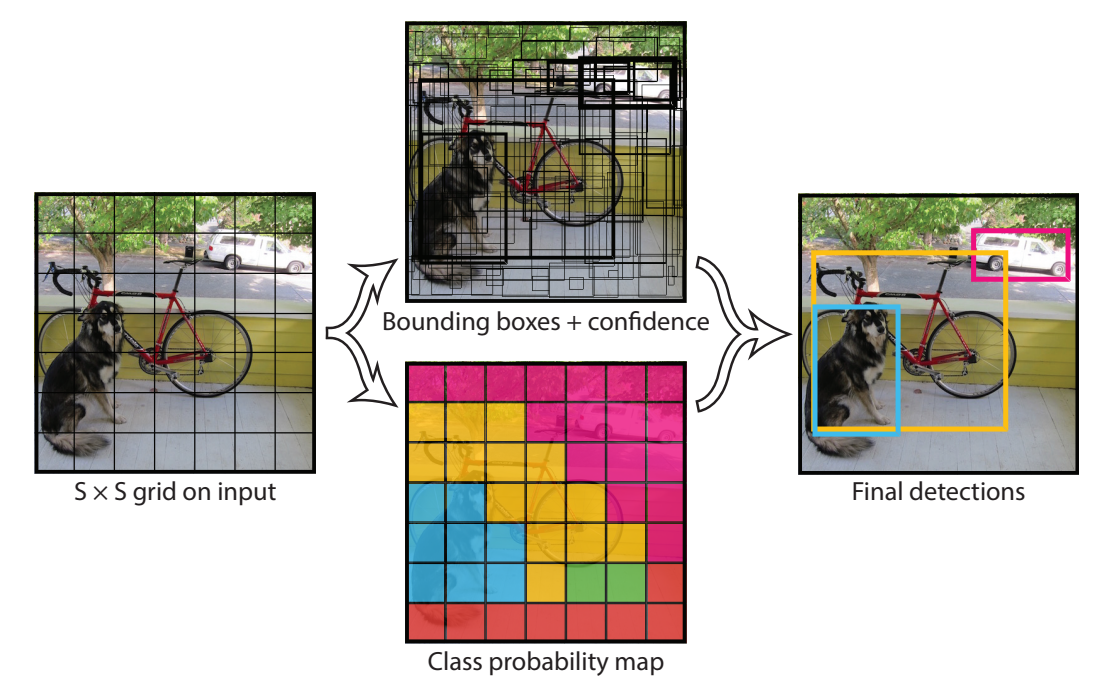 Bounding boxes + confidence
S × S grid on input
Final detections
Class probability map